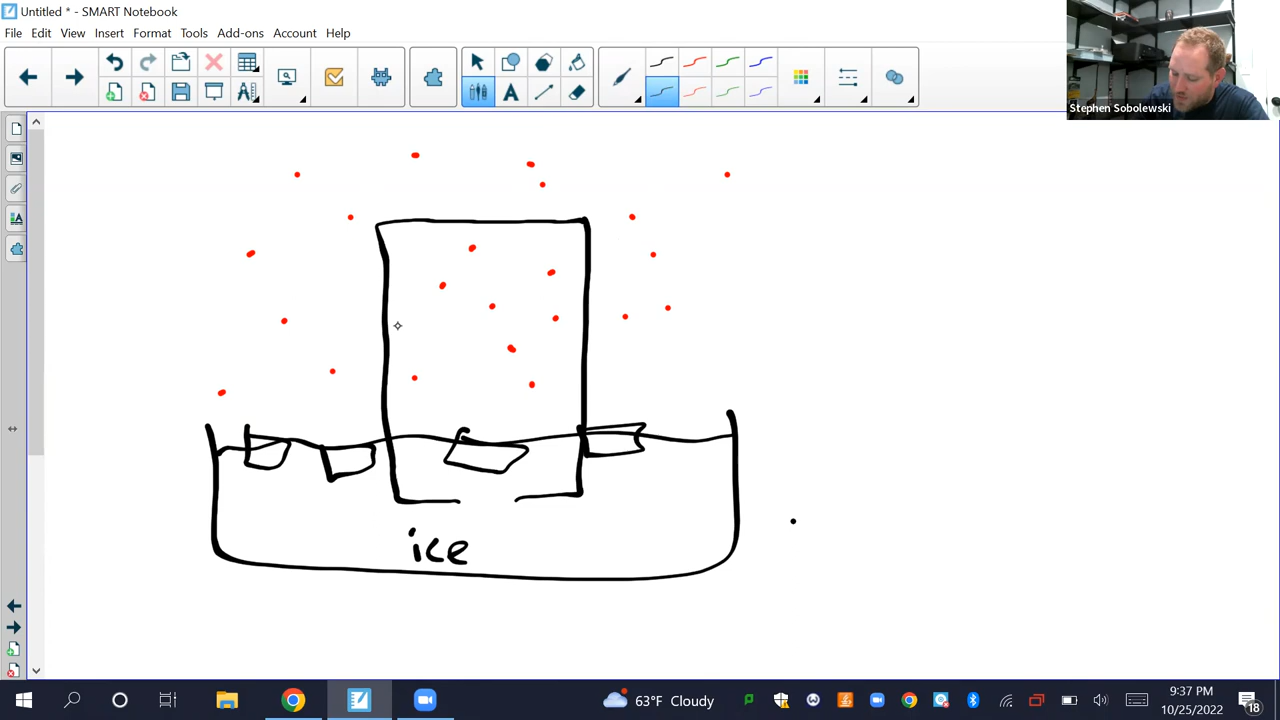 Untitled * - SMART Notebook
File Edit View Insert Format Tools Add-ons Account Help
Stephen Sobolewski
ice
63°F Cloudy
9:37 PM
10/25/2022
18